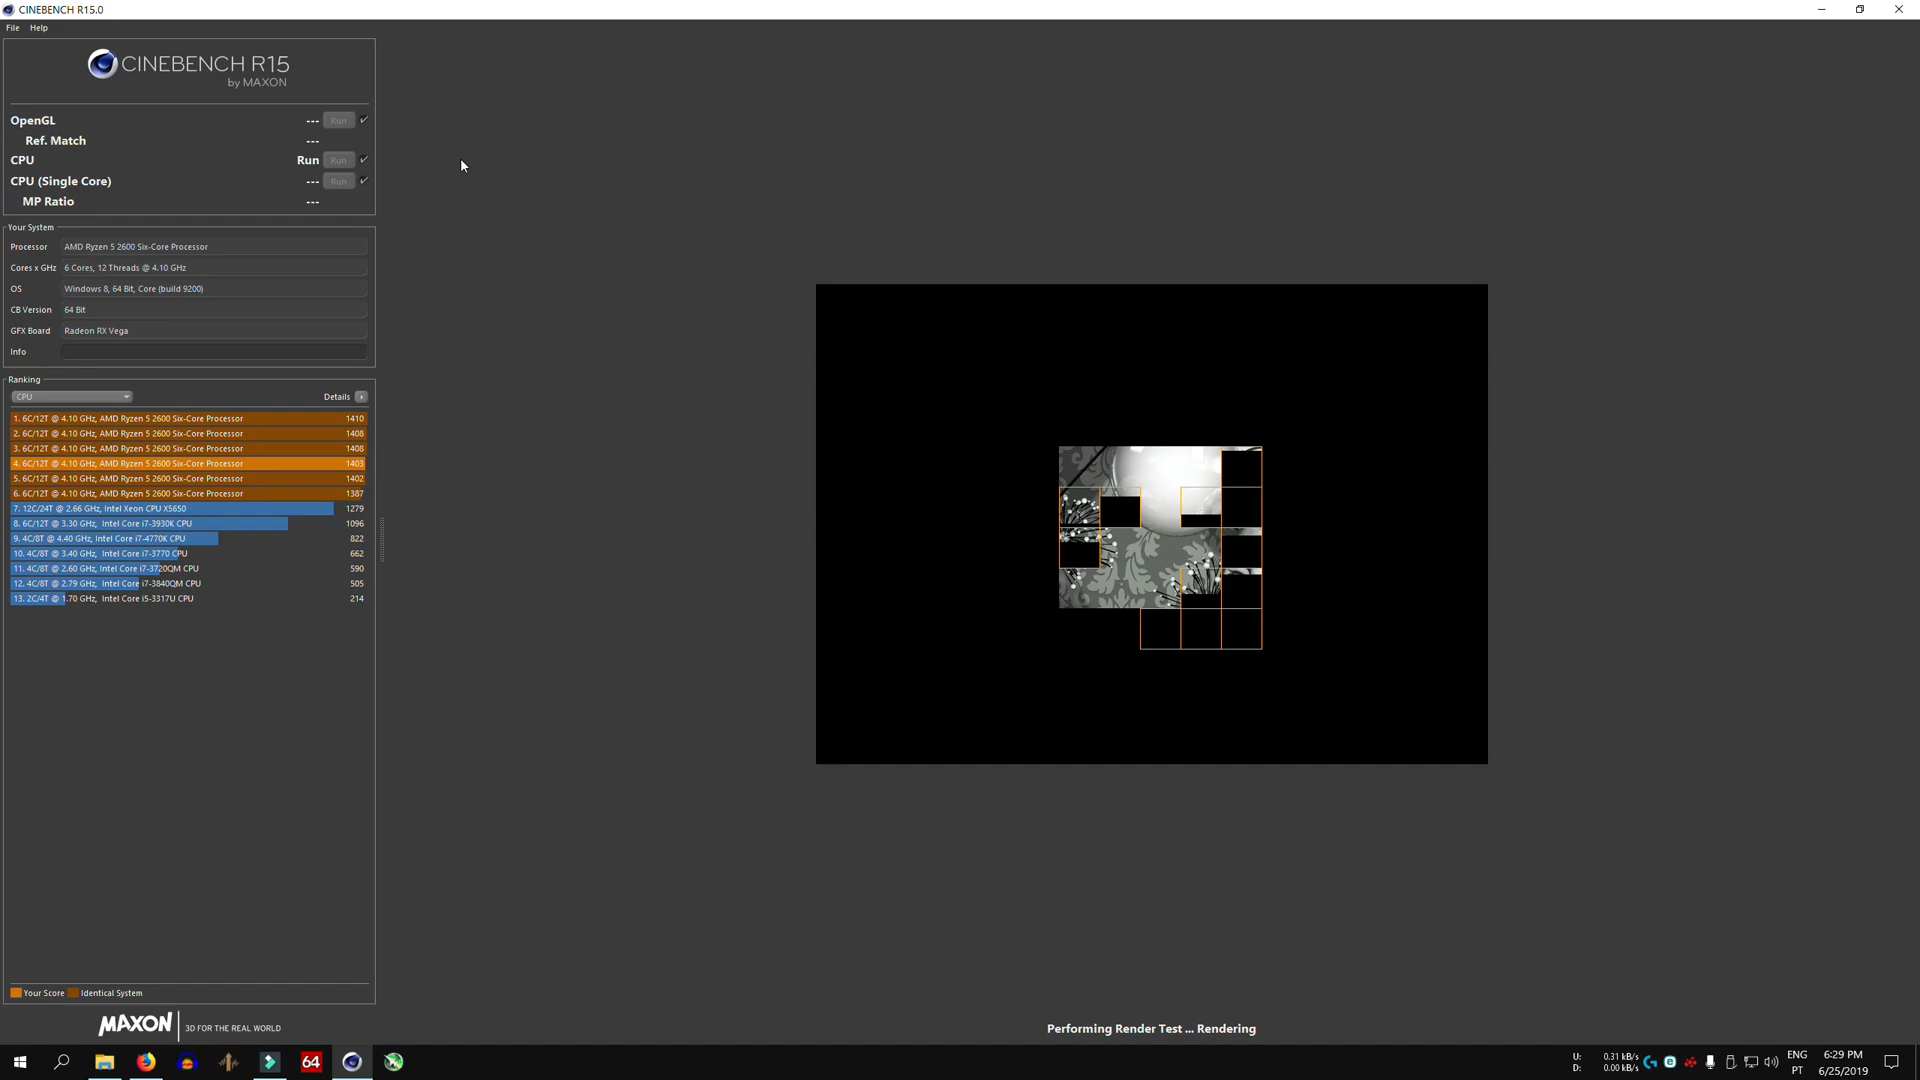 CINEBENCH R15.0
File Help
CINEBENCH R15
by MAXON
OpenGL --- Run
Ref. Match ---
CPU Run Run
CPU (Single Core) --- Run
MP Ratio ---
Your System
Processor AMD Ryzen 5 2600 Six-Core Processor
Cores x GHz 6 Cores, 12 Threads @ 4.10 GHz
OS Windows 8, 64 Bit, Core (build 9200)
CB Version 64 Bit
GFX Board Radeon RX Vega
Info
Ranking
CPU Details
1. 6C/12T @ 4.10 GHz, AMD Ryzen 5 2600 Six-Core Processor 1410
2. 6C/12T @ 4.10 GHz, AMD Ryzen 5 2600 Six-Core Processor 1408
3. 6C/12T @ 4.10 GHz, AMD Ryzen 5 2600 Six-Core Processor 1408
4. 6C/12T @ 4.10 GHz, AMD Ryzen 5 2600 Six-Core Processor 1403
5. 6C/12T @ 4.10 GHz, AMD Ryzen 5 2600 Six-Core Processor 1402
6. 6C/12T @ 4.10 GHz, AMD Ryzen 5 2600 Six-Core Processor 1387
7. 12C/24T @ 2.66 GHz, Intel Xeon CPU X5650 1279
8. 6C/12T @ 3.30 GHz, Intel Core i7-3930K CPU 1096
9. 4C/8T @ 4.40 GHz, Intel Core i7-4770K CPU 822
10. 4C/8T @ 3.40 GHz, Intel Core i7-3770 CPU 662
11. 4C/8T @ 2.60 GHz, Intel Core i7-3720QM CPU 590
12. 4C/8T @ 2.79 GHz, Intel Core i7-3840QM CPU 505
13. 2C/4T @ 1.70 GHz, Intel Core i5-3317U CPU 214
Your Score Identical System
MAXON 3D FOR THE REAL WORLD
Performing Render Test ... Rendering
64
U: 0.31 kB/s
D: 0.00 kB/s
ENG
PT
6:29 PM
6/25/2019